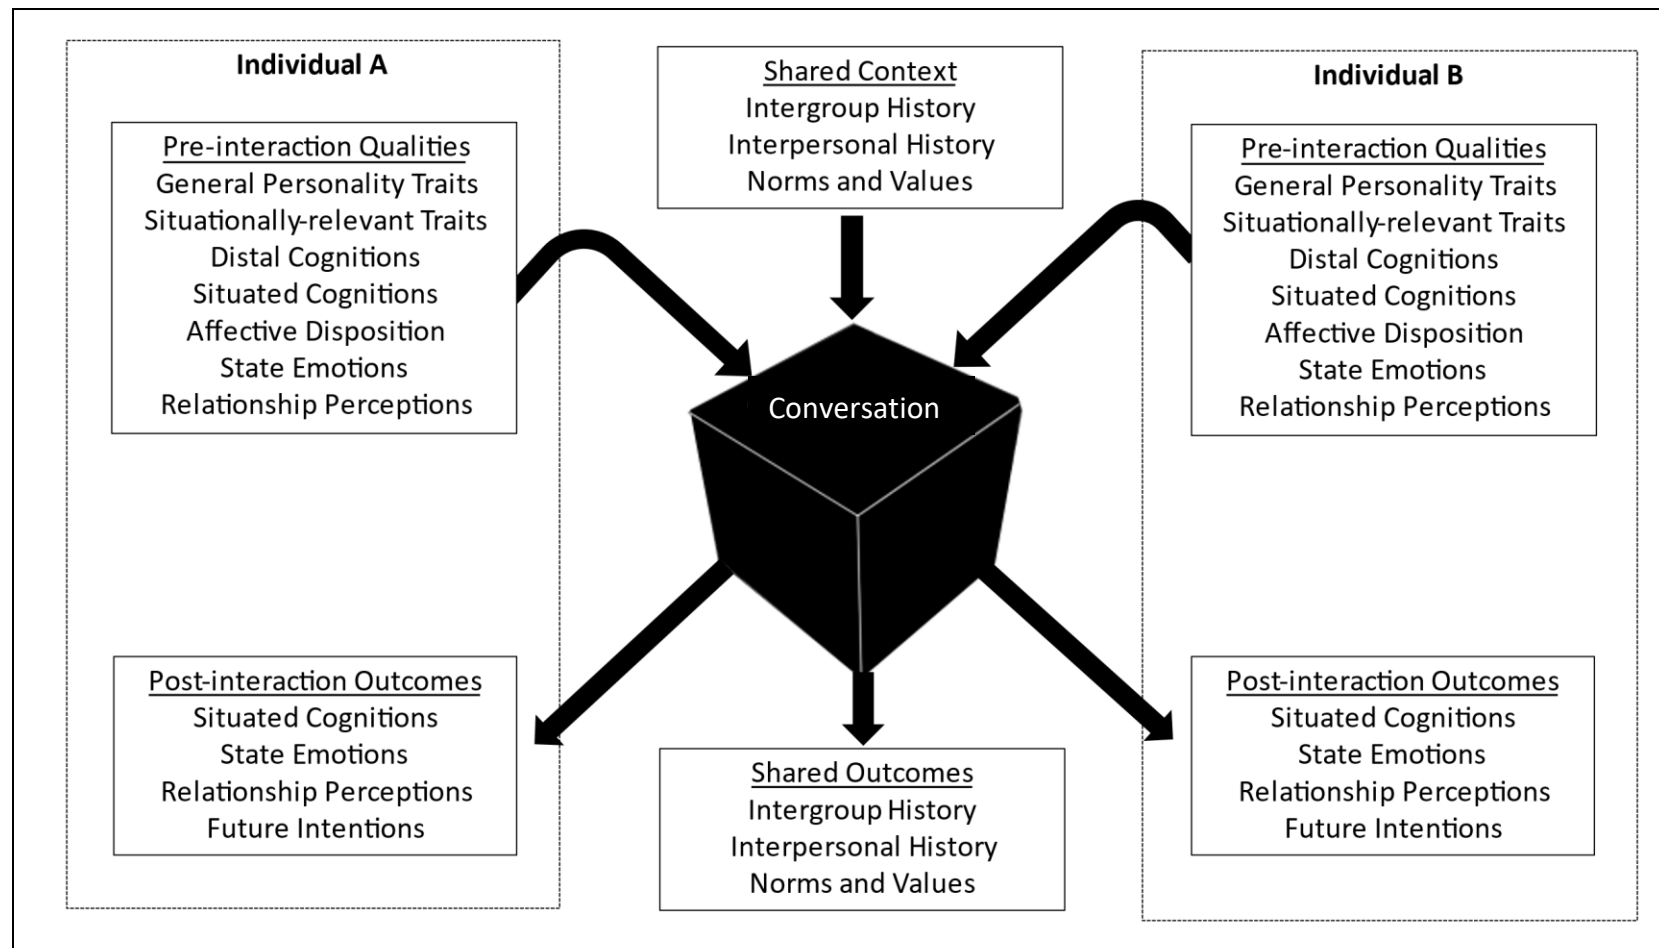 Individual A
Pre-interaction Qualities
General Personality Traits
Situationally-relevant Traits
Distal Cognitions
Situated Cognitions
Affective Disposition
State Emotions
Relationship Perceptions
Post-interaction Outcomes
Situated Cognitions
State Emotions
Relationship Perceptions
Future Intentions
Shared Context
Intergroup History
Interpersonal History
Norms and Values
Conversation
Shared Outcomes
Intergroup History
Interpersonal History
Norms and Values
Individual B
Pre-interaction Qualities
General Personality Traits
Situationally-relevant Traits
Distal Cognitions
Situated Cognitions
Affective Disposition
State Emotions
Relationship Perceptions
Post-interaction Outcomes
Situated Cognitions
State Emotions
Relationship Perceptions
Future Intentions